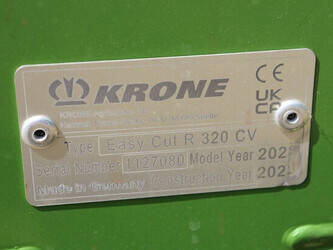 KRONE CE
UK
CA
Type Easy Cut R 320 CV
Serial Number 1127080 Model Year 202
Made in Germany Construction Year 202